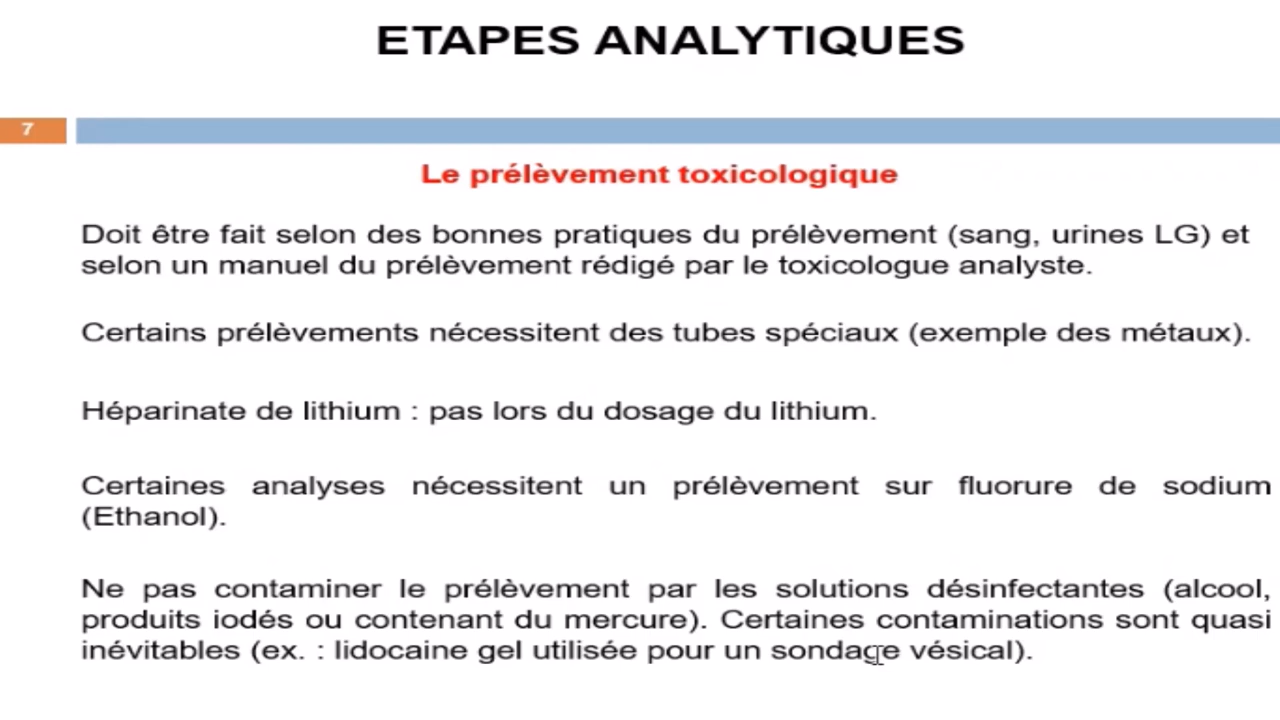 ETAPES ANALYTIQUES
7
Le prélèvement toxicologique
Doit être fait selon des bonnes pratiques du prélèvement (sang, urines LG) et
selon un manuel du prélèvement rédigé par le toxicologue analyste.
Certains prélèvements nécessitent des tubes spéciaux (exemple des métaux).
Héparinate de lithium : pas lors du dosage du lithium.
Certaines analyses nécessitent un prélèvement sur fluorure de sodium
(Ethanol).
Ne pas contaminer le prélèvement par les solutions désinfectantes (alcool,
produits iodés ou contenant du mercure). Certaines contaminations sont quasi
inévitables (ex. : lidocaine gel utilisée pour un sondage vésical).